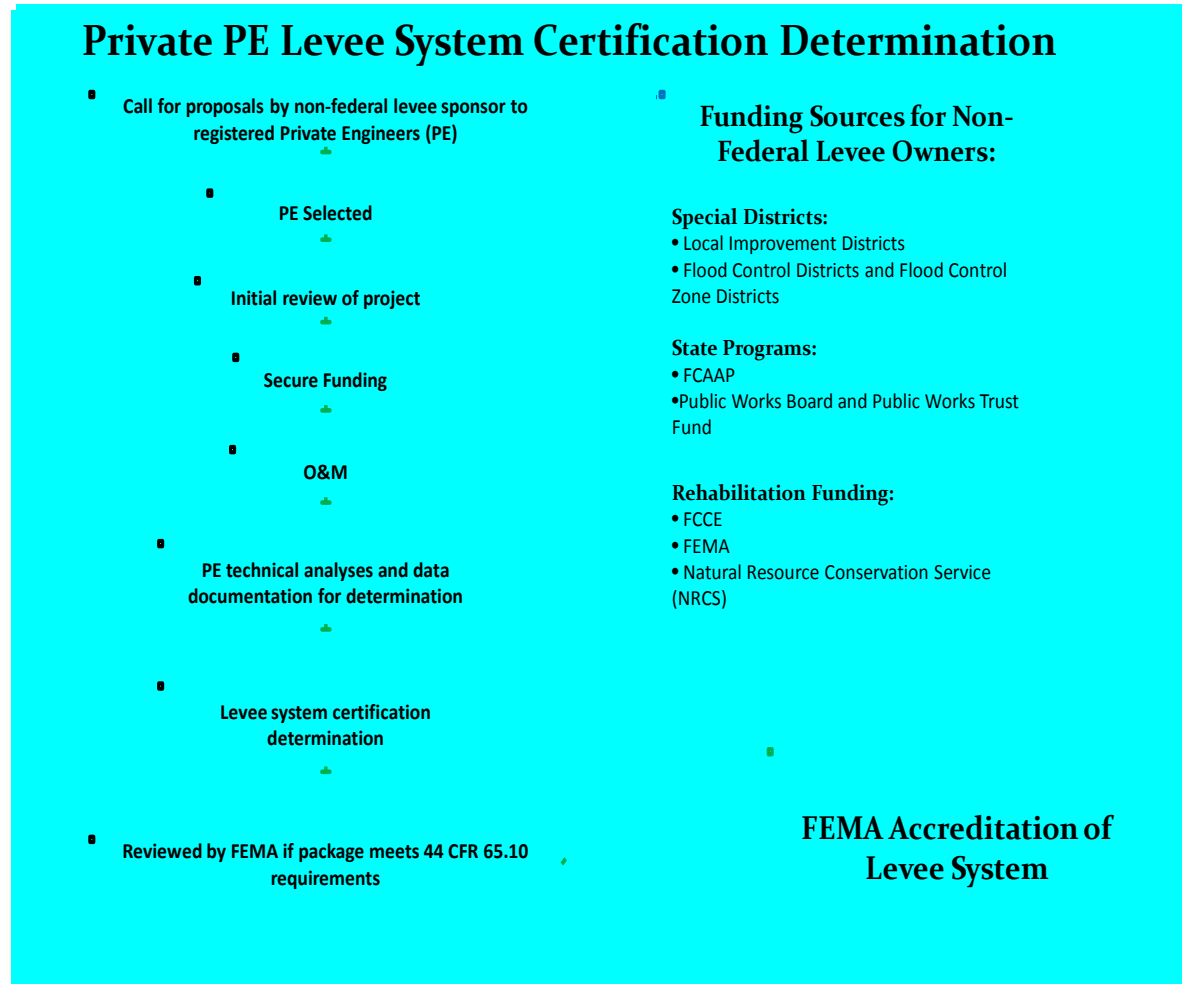 Private PE Levee System Certification Determination
Call for proposals by non-federal levee sponsor to
registered Private Engineers (PE)
PE Selected
Initial review of project
Secure Funding
O&M
PE technical analyses and data
documentation for determination
Levee system certification
determination
Reviewed by FEMA if package meets 44 CFR 65.10
requirements
Funding Sources for Non-
Federal Levee Owners:
Special Districts:
• Local Improvement Districts
• Flood Control Districts and Flood Control
Zone Districts
State Programs:
• FCAAP
•Public Works Board and Public Works Trust
Fund
Rehabilitation Funding:
• FCCE
• FEMA
• Natural Resource Conservation Service
(NRCS)
FEMA Accreditation of
Levee System